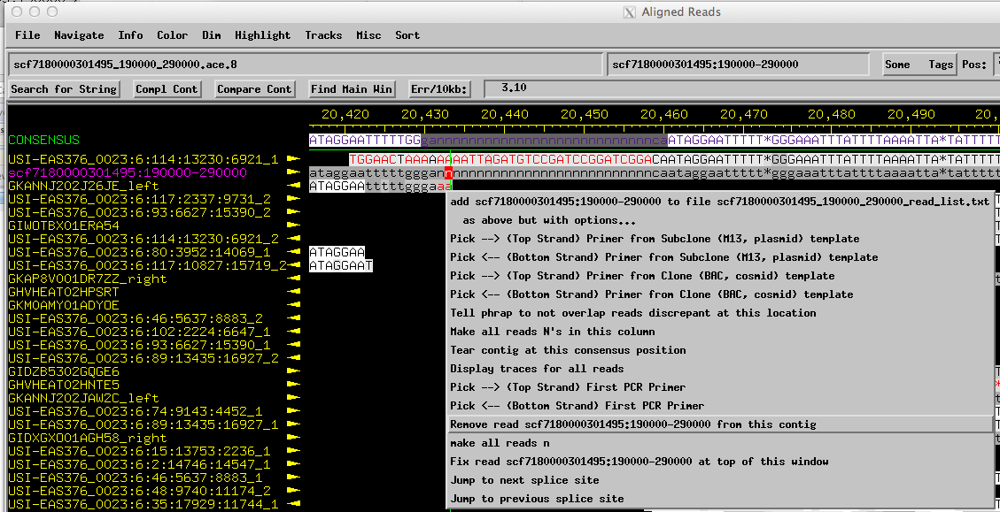 Aligned Reads
File Navigate Info Color Dim Highlight Tracks Misc Sort
scf7180000301495_190000_290000.ace.8 scf7180000301495:190000-290000 Some Tags Pos:
Search for String Compl Cont Compare Cont Find Main Win Err/10kb: 3.10
20,420 20,430 20,440 20,450 20,460 20,470 20,480 20,490 20,50
CONSENSUS ATAGGAATTTTTGGgannnnnnnnnnnnnnnnnnnnnnnnnnnnncaATAGGAATTTTT*GGGAAATTTATTTTAAAATTA*TATTTTT
USI-EAS376_0023:6:114:13230:6921_1 TGGAACTAAAAAAAATTAGATGTCCGATCCGGATCGGACAATAGGAATTTTT*GGGAAATTTATTTTAAAATTA*TATTTTT
scf7180000301495:190000-290000 ataggaatttttgggannnnnnnnnnnnnnnnnnnnnnnnnnnnncaataggaattttt*gggaaatttattttaaaatta*tattttt
GKANNJ202J26JE_left ATAGGAAtttttggggaaa
USI-EAS376_0023:6:117:2337:9731_2
USI-EAS376_0023:6:93:6627:15390_2
GIWOTBX01ERA54
USI-EAS376_0023:6:114:13230:6921_2
USI-EAS376_0023:6:80:3952:14069_1 ATAGGAA
USI-EAS376_0023:6:117:10827:15719_2 ATAGGAAT
GKAP8VO01DR7ZZ_right
GHVHEAT02HPSRT
GKMOAMY01ADYOE
USI-EAS376_0023:6:46:5637:8883_2
USI-EAS376_0023:6:102:2224:6647_1
USI-EAS376_0023:6:93:6627:15390_1
USI-EAS376_0023:6:89:13435:16927_2
GIDZB5302GQGE6
GHVHEAT02HNTE5
GKANNJ202JAW2C_left
USI-EAS376_0023:6:74:9143:4452_1
USI-EAS376_0023:6:89:13435:16927_1
GIDXGXO01AGH58_right
USI-EAS376_0023:6:15:13753:2236_1
USI-EAS376_0023:6:2:14746:14547_1
USI-EAS376_0023:6:46:5637:8883_1
USI-EAS376_0023:6:48:9740:11174_2
USI-EAS376_0023:6:35:17929:11744_1
add scf7180000301495:190000-290000 to file scf7180000301495_190000_290000_read_list.txt
as above but with options...
Pick --> (Top Strand) Primer from Subclone (M13, plasmid) template
Pick <-- (Bottom Strand) Primer from Subclone (M13, plasmid) template
Pick --> (Top Strand) Primer from Clone (BAC, cosmid) template
Pick <-- (Bottom Strand) Primer from Clone (BAC, cosmid) template
Tell phrap to not overlap reads discrepant at this location
Make all reads N's in this column
Tear contig at this consensus position
Display traces for all reads
Pick --> (Top Strand) First PCR Primer
Pick <-- (Bottom Strand) First PCR Primer
Remove read scf7180000301495:190000-290000 from this contig
make all reads n
Fix read scf7180000301495:190000-290000 at top of this window
Jump to next splice site
Jump to previous splice site